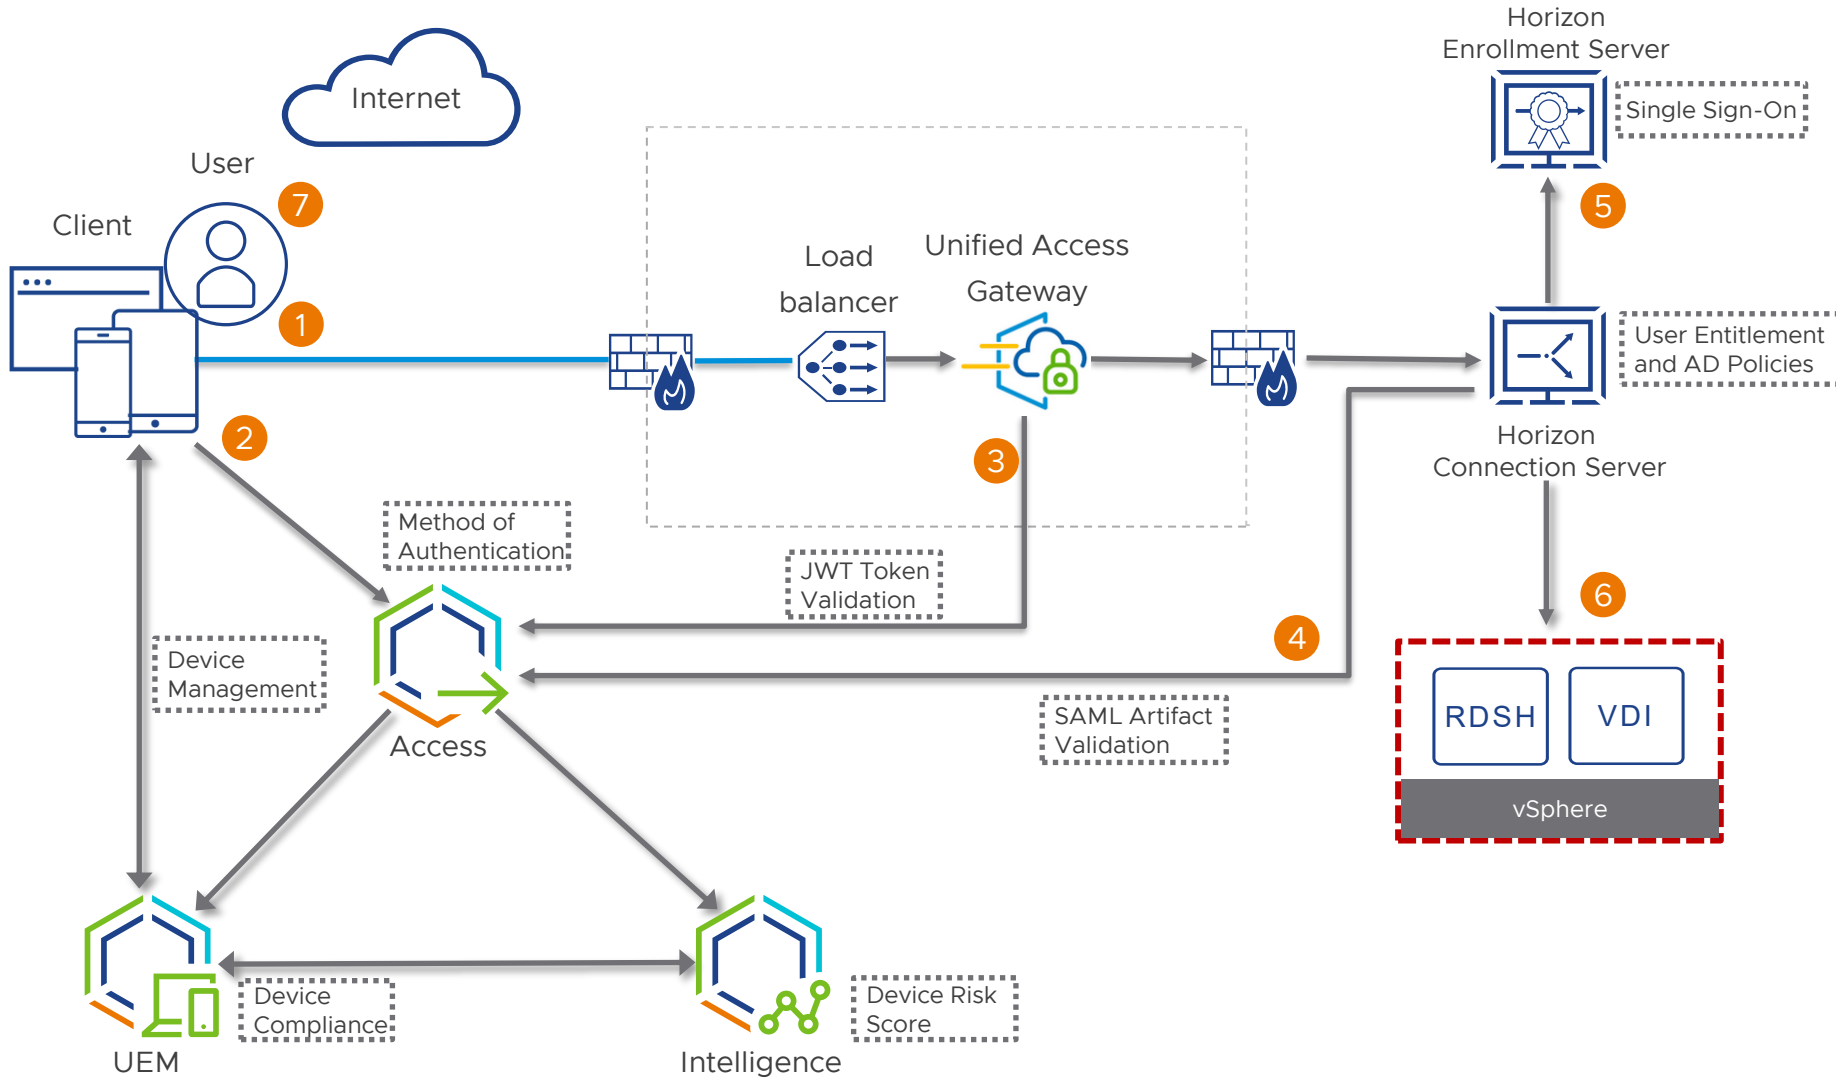 Horizon
Enrollment Server
Single Sign-On
Internet
User
7
Client
5
Unified Access
Gateway
Load
balancer
1
User Entitlement
and AD Policies
2
3
Horizon
Connection Server
Method of
Authentication
JWT Token
Validation
6
4
Device
Management
SAML Artifact
Validation
RDSH
VDI
Access
vSphere
Device
Compliance
Device Risk
Score
UEM
Intelligence